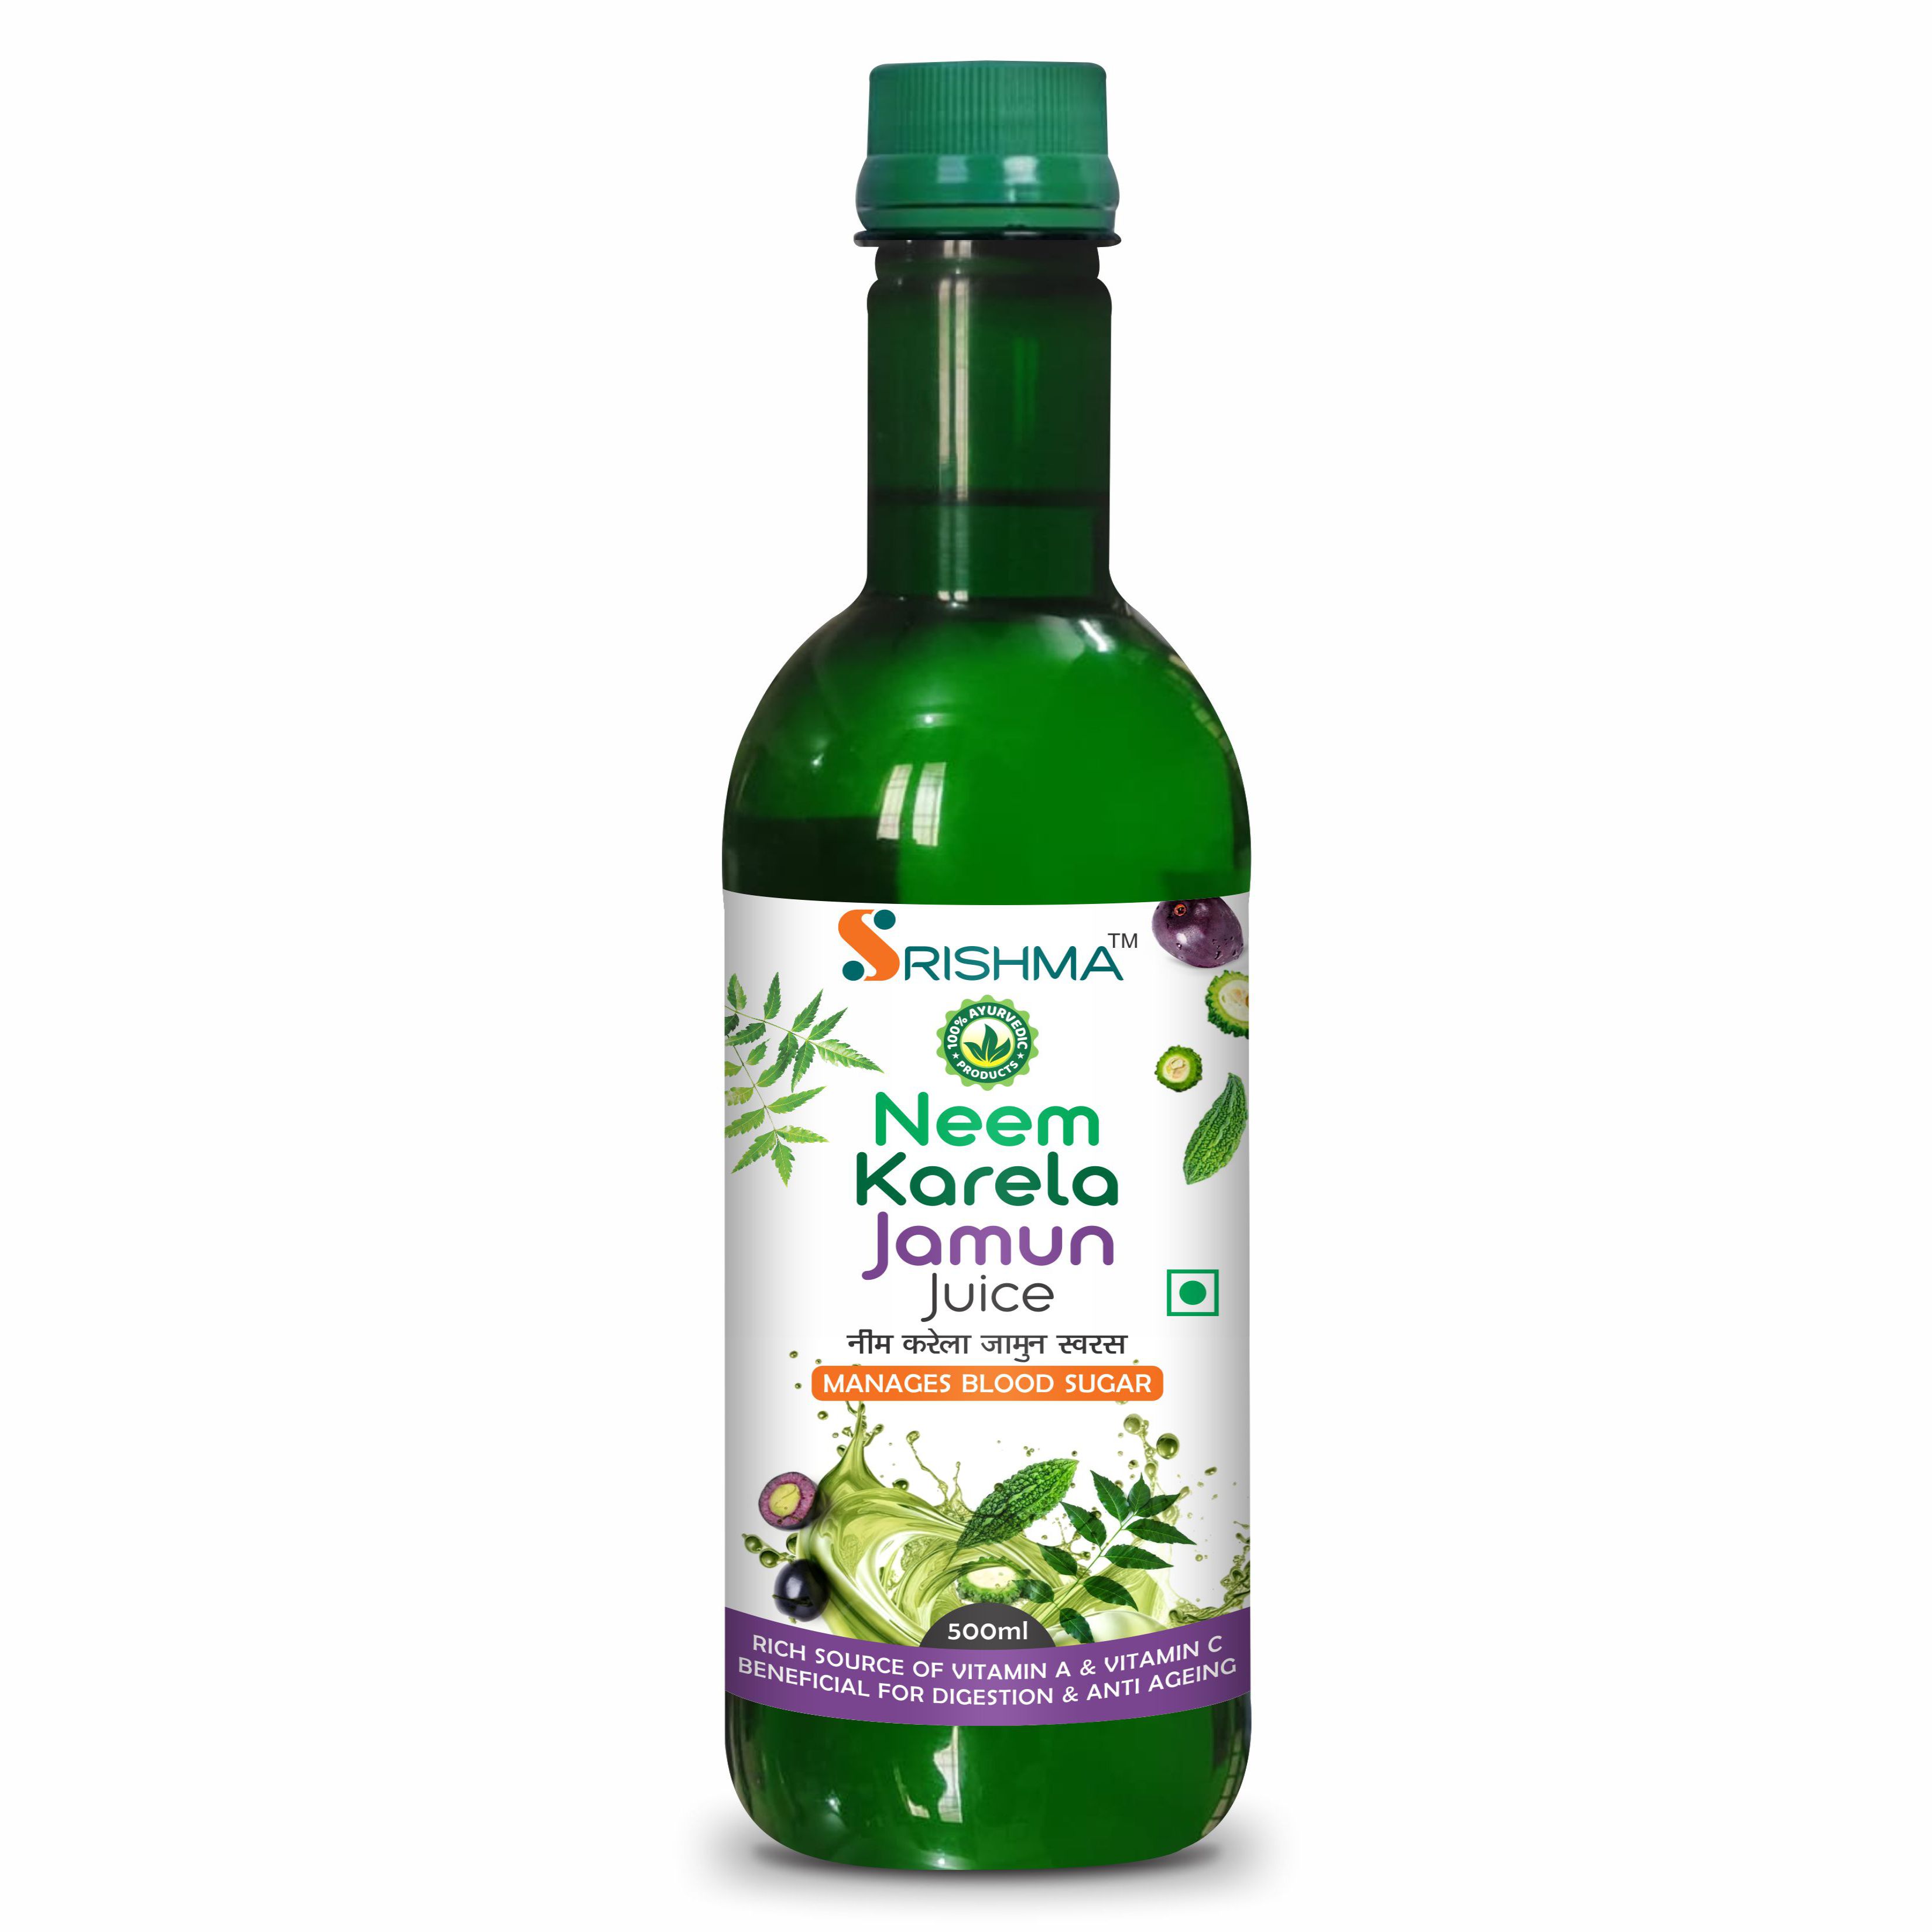 SRISHMA™
100% AYURVEDIC
PRODUCTS
Neem
Karela
Jamun
Juice
नीम करेला जामुन स्वरस
MANAGES BLOOD SUGAR
500ml
RICH SOURCE OF VITAMIN A & VITAMIN C
BENEFICIAL FOR DIGESTION & ANTI AGEING